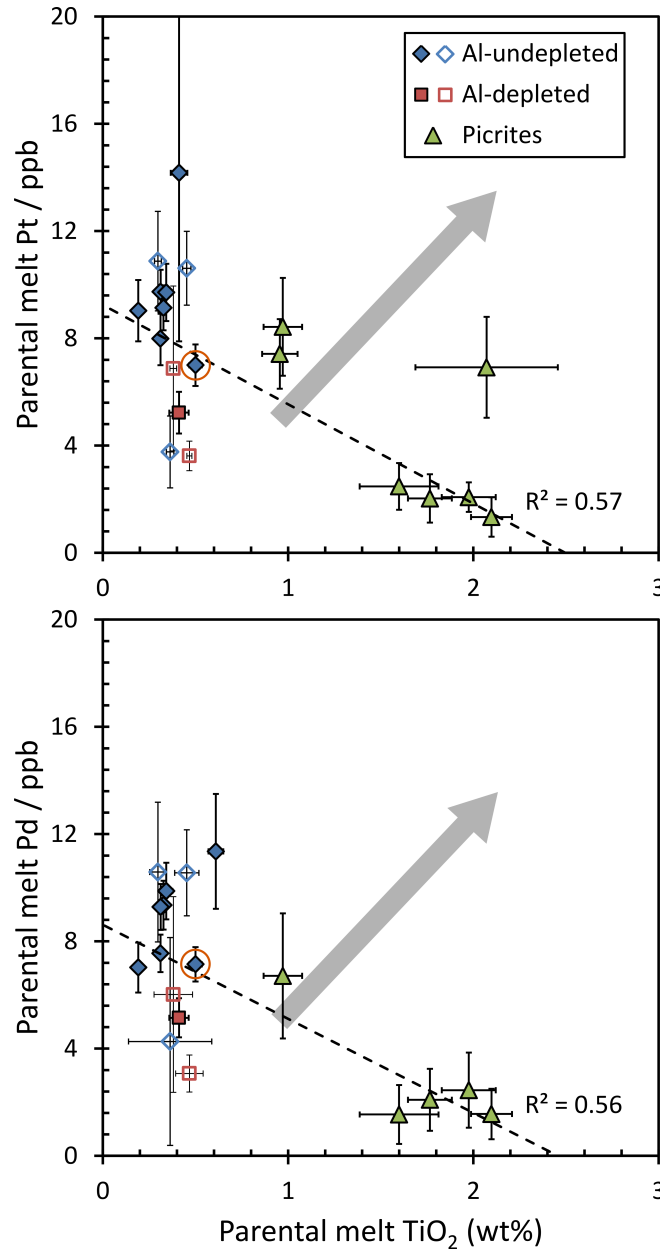 20
Al-undepleted
Al-depleted
Picrites
16
12
8
4
0
Parental melt Pt / ppb
R² = 0.57
0 1 2 3
20
16
12
8
4
0
Parental melt Pd / ppb
R² = 0.56
0 1 2 3
Parental melt TiO₂ (wt%)